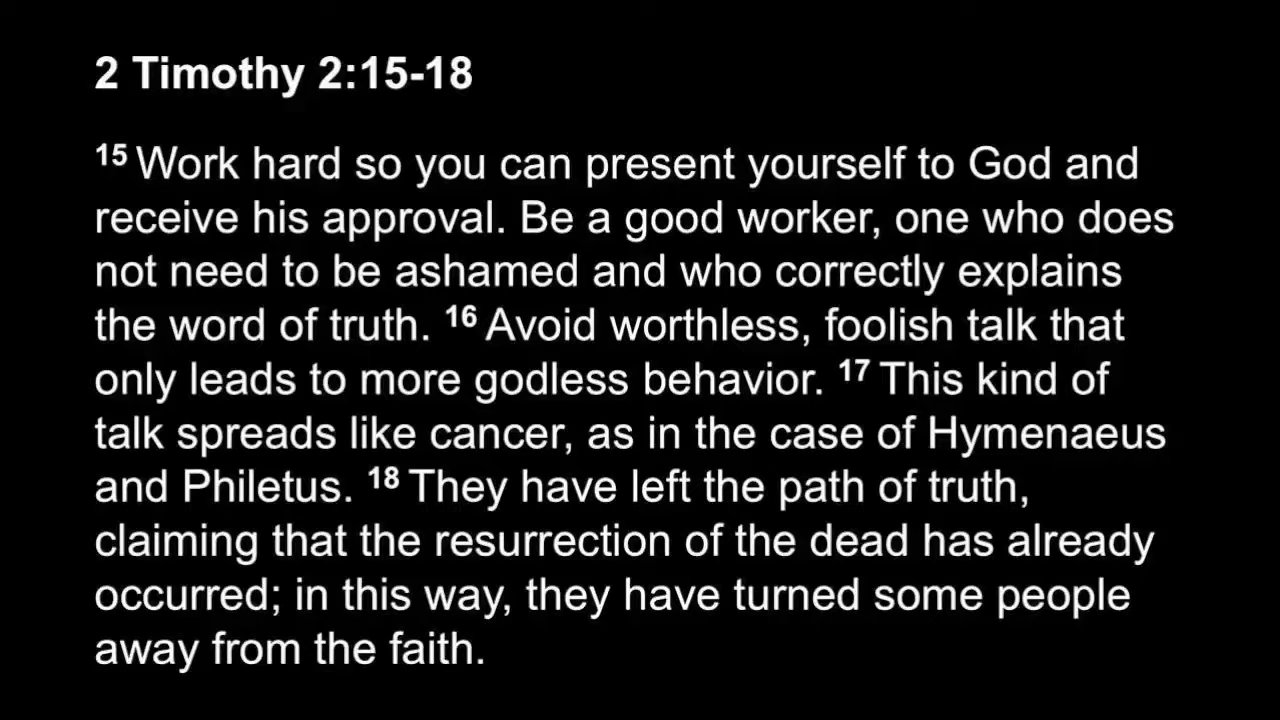 2 Timothy 2:15-18
15 Work hard so you can present yourself to God and
receive his approval. Be a good worker, one who does
not need to be ashamed and who correctly explains
the word of truth. 16 Avoid worthless, foolish talk that
only leads to more godless behavior. 17 This kind of
talk spreads like cancer, as in the case of Hymenaeus
and Philetus. 18 They have left the path of truth,
claiming that the resurrection of the dead has already
occurred; in this way, they have turned some people
away from the faith.